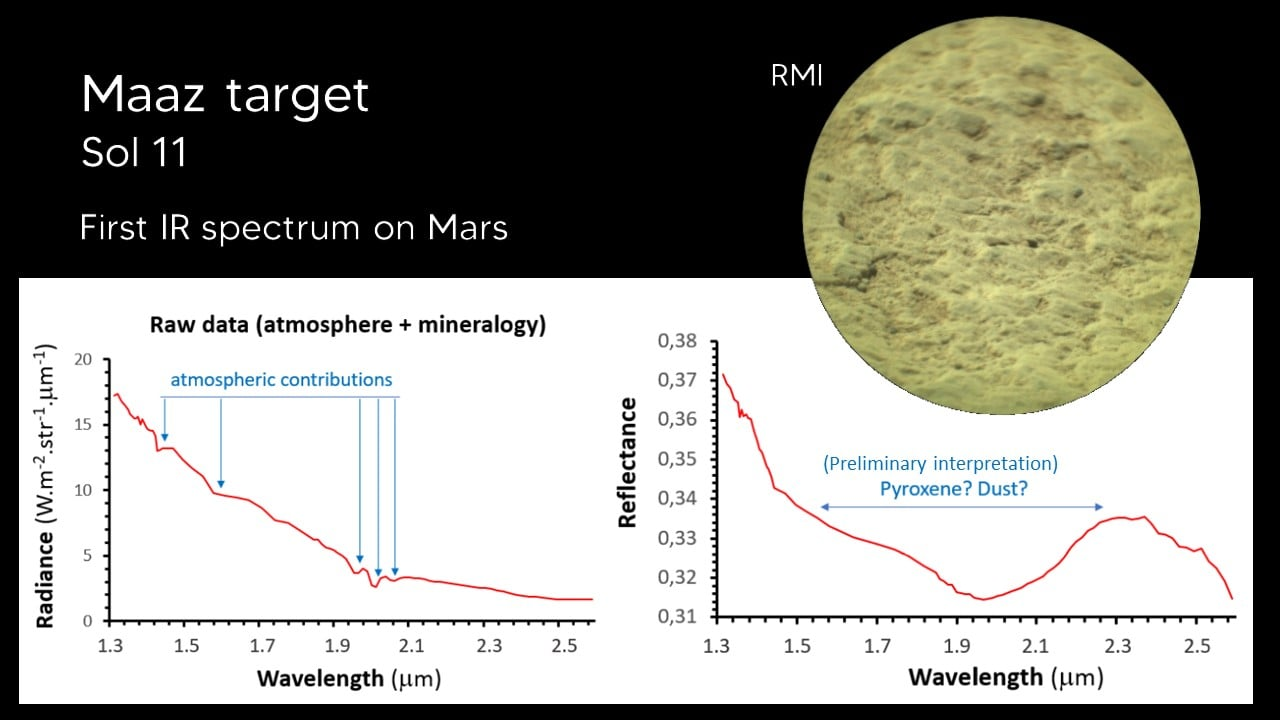 Maaz target
Sol 11
First IR spectrum on Mars
RMI
Raw data (atmosphere + mineralogy)
atmospheric contributions
Radiance (W.m-2.str-1.µm-1)
20
15
10
5
0
1.3 1.5 1.7 1.9 2.1 2.3 2.5
Wavelength (µm)
(Preliminary interpretation)
Pyroxene? Dust?
Reflectance
0,38
0,37
0,36
0,35
0,34
0,33
0,32
0,31
1.3 1.5 1.7 1.9 2.1 2.3 2.5
Wavelength (µm)